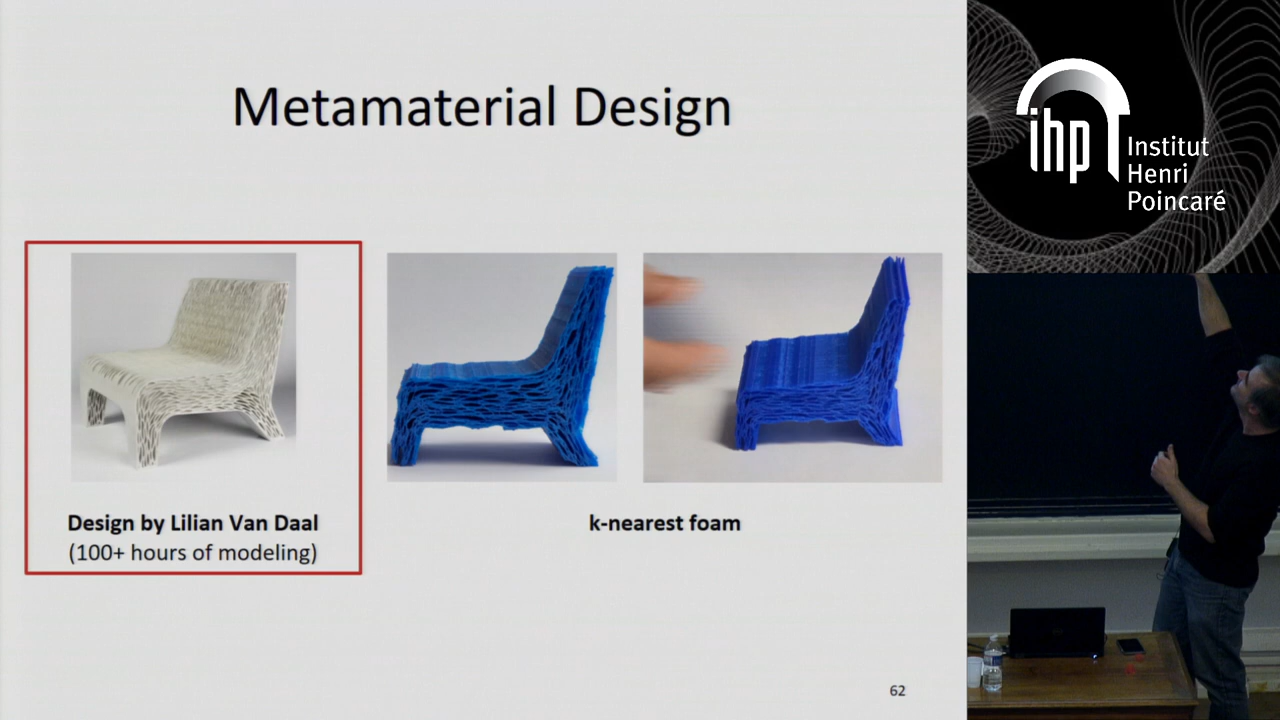 Metamaterial Design
Design by Lilian Van Daal
(100+ hours of modeling)
k-nearest foam
62
ihp
Institut
Henri
Poincaré